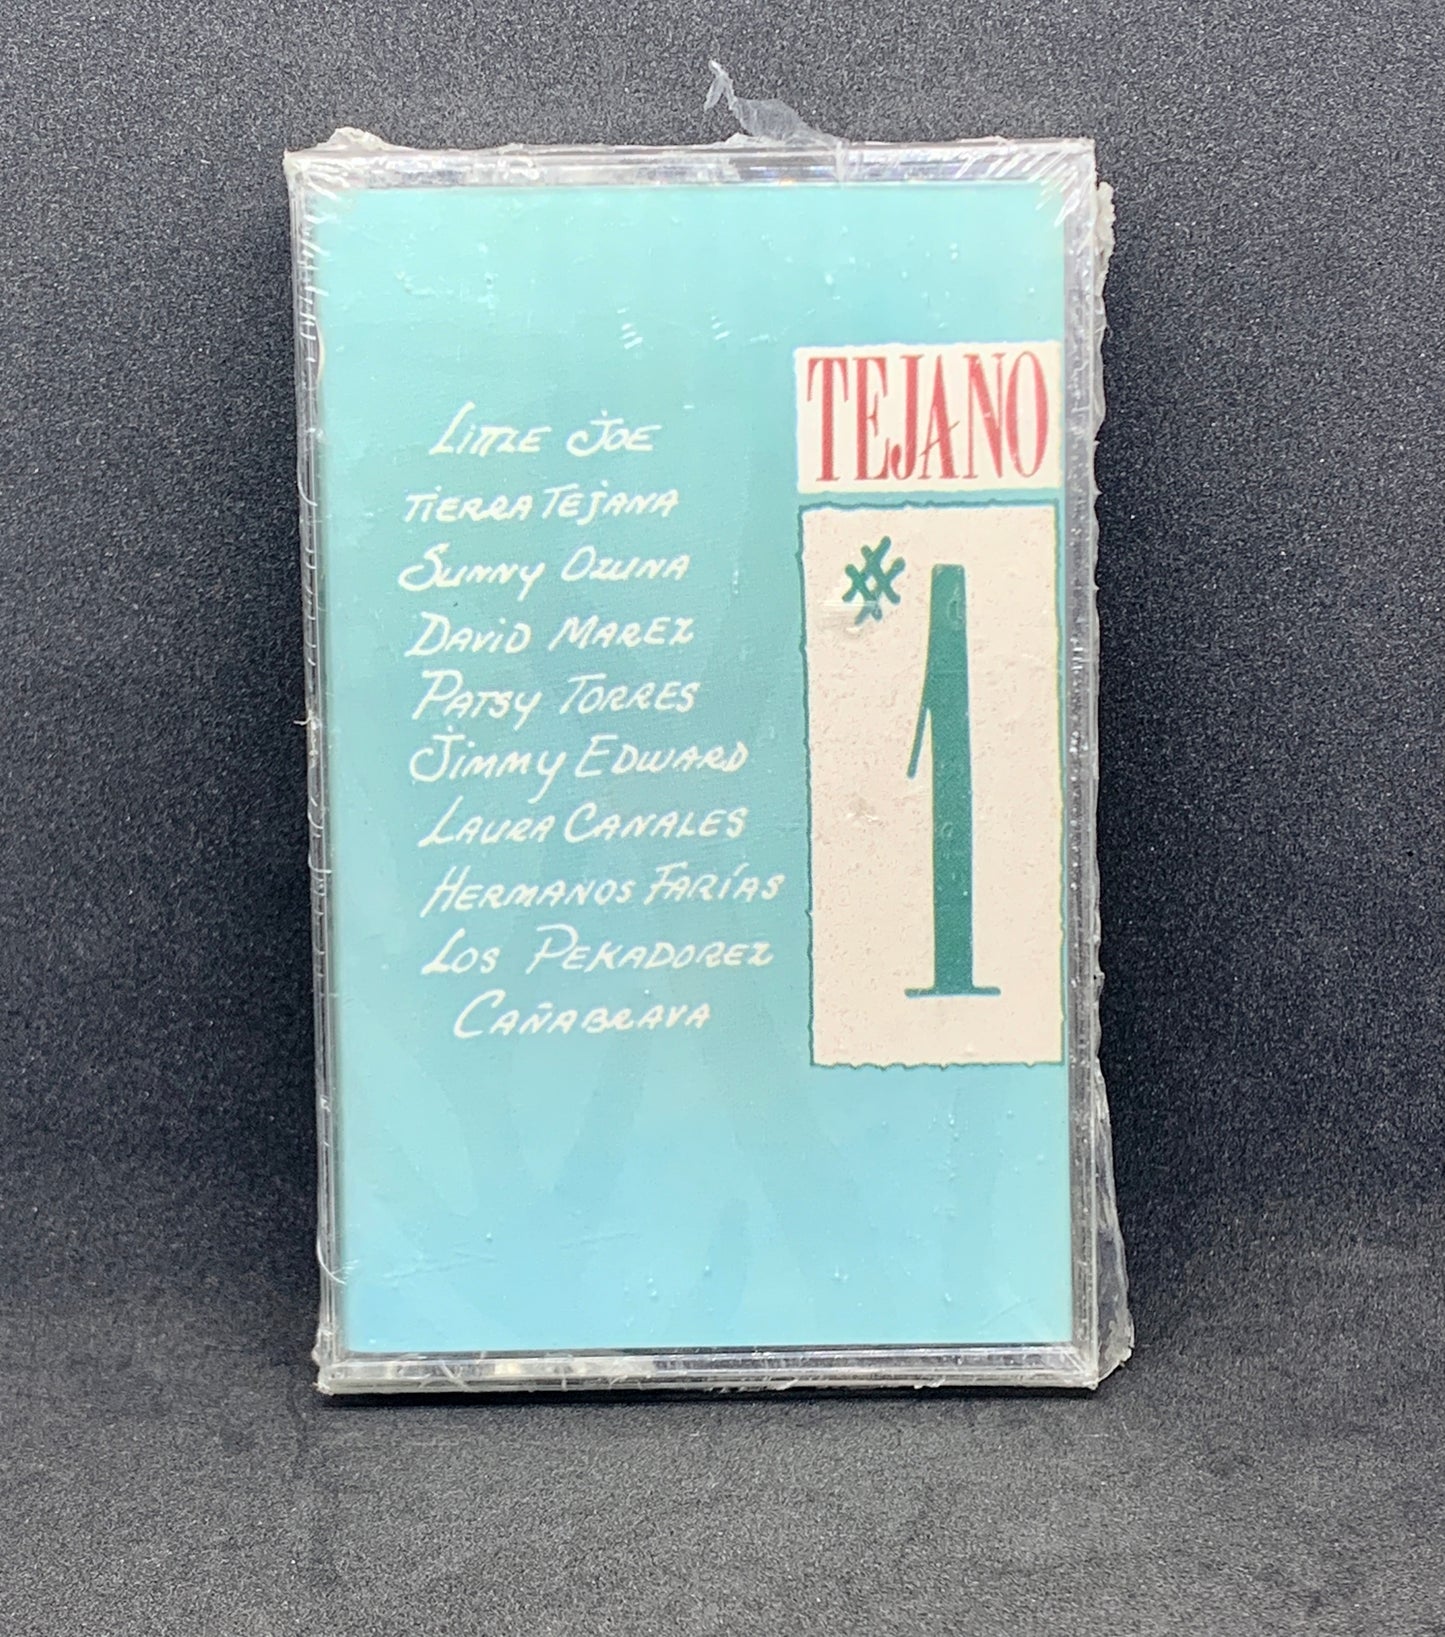 Little Joe
Tierra Tejana
Sunny Ozuna
David Marez
Patsy Torres
Jimmy Edward
Laura Canales
Hermanos Farías
Los Pekadorez
Cañabrava
TEJANO
#1